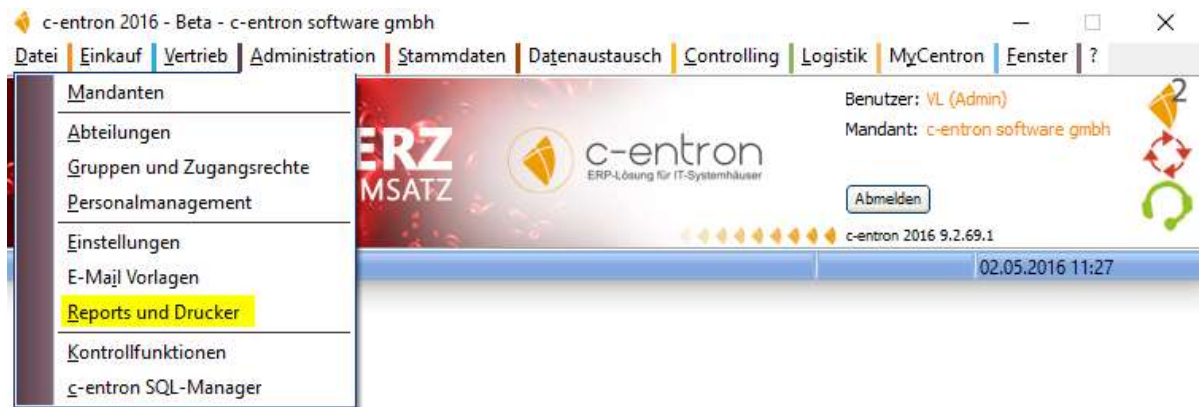 c-entron 2016 - Beta - c-entron software gmbh
Datei Einkauf Vertrieb Administration Stammdaten Datenaustausch Controlling Logistik MyCentron Fenster ?
Mandanten
Abteilungen
Gruppen und Zugangsrechte
Personalmanagement
Einstellungen
E-Mail Vorlagen
Reports und Drucker
Kontrollfunktionen
c-entron SQL-Manager
ERZ
MSATZ
c-entron
ERP-Lösung für IT-Systemhäuser
Benutzer: VL (Admin)
Mandant: c-entron software gmbh
Abmelden
c-entron 2016 9.2.69.1
2
02.05.2016 11:27